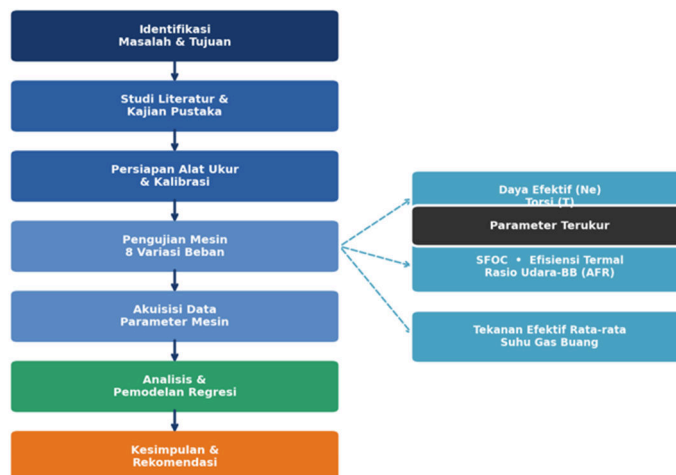 Identifikasi
Masalah & Tujuan
Studi Literatur &
Kajian Pustaka
Persiapan Alat Ukur
& Kalibrasi
Pengujian Mesin
8 Variasi Beban
Akuisisi Data
Parameter Mesin
Analisis &
Pemodelan Regresi
Kesimpulan &
Rekomendasi
Daya Efektif (Ne)
Torsi (T)
Parameter Terukur
SFOC • Efisiensi Termal
Rasio Udara-BB (AFR)
Tekanan Efektif Rata-rata
Suhu Gas Buang